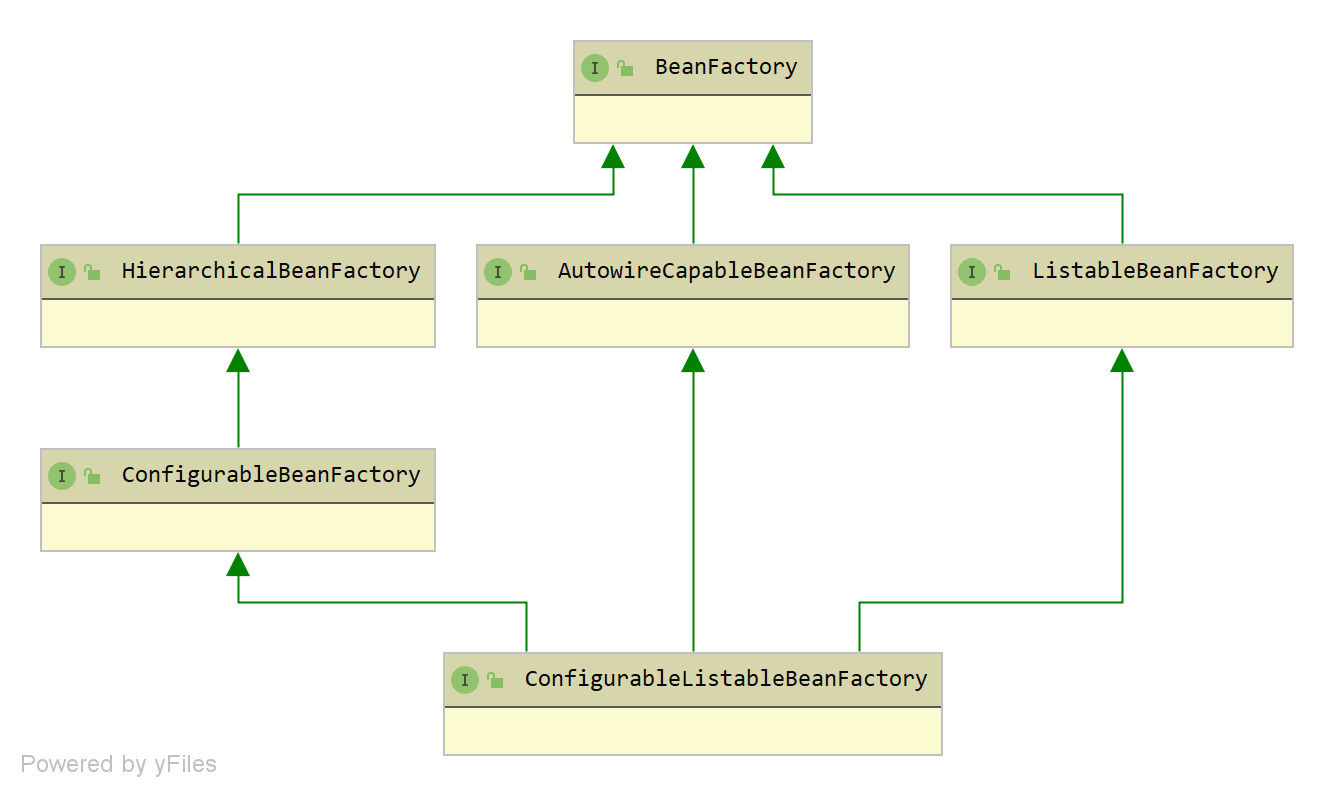 I BeanFactory
I HierarchicalBeanFactory
I AutowireCapableBeanFactory
I ListableBeanFactory
I ConfigurableBeanFactory
I ConfigurableListableBeanFactory
Powered by yFiles